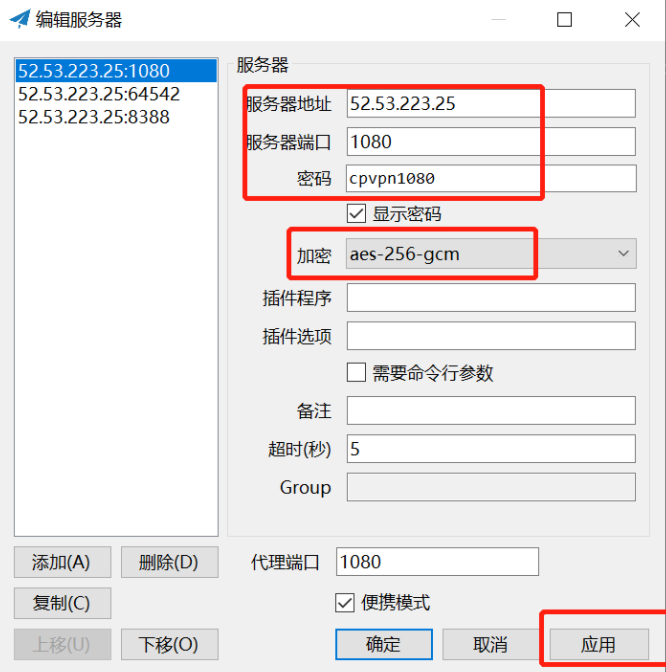 编辑服务器
52.53.223.25:1080
52.53.223.25:64542
52.53.223.25:8388
服务器
服务器地址 52.53.223.25
服务器端口 1080
密码 cpvpn1080
显示密码
加密 aes-256-gcm
插件程序
插件选项
需要命令行参数
备注
超时(秒) 5
Group
添加(A) 删除(D) 代理端口 1080
复制(C) 便携模式
上移(U) 下移(O) 确定 取消 应用